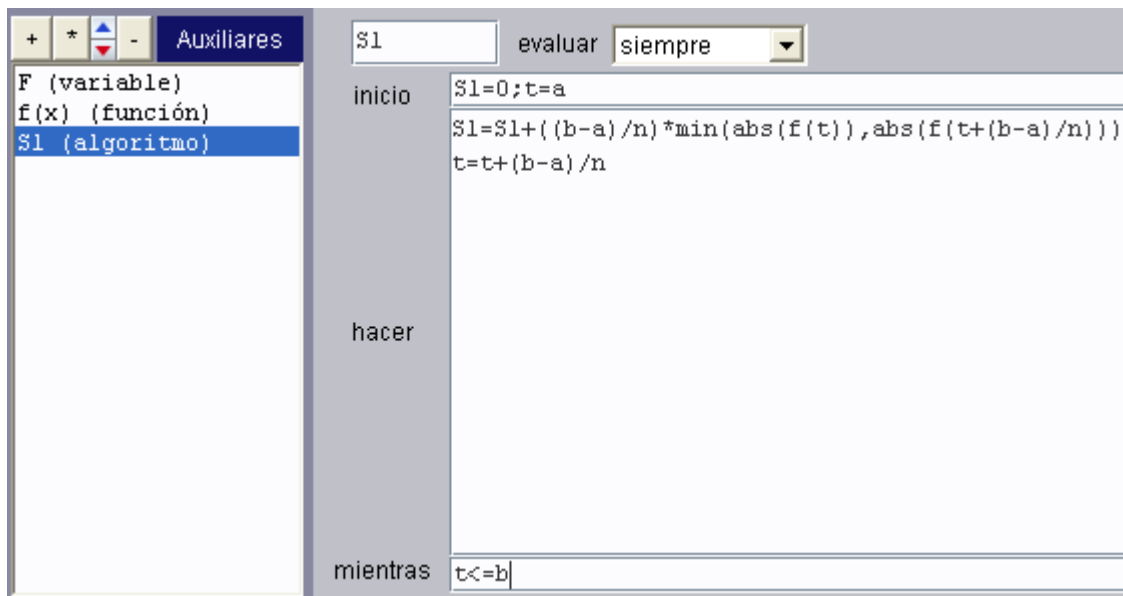 + * - Auxiliares
F (variable)
f(x) (función)
S1 (algoritmo)
S1 evaluar siempre
inicio S1=0;t=a
S1=S1+((b-a)/n)*min(abs(f(t)),abs(f(t+(b-a)/n)))
t=t+(b-a)/n
hacer
mientras t<=b